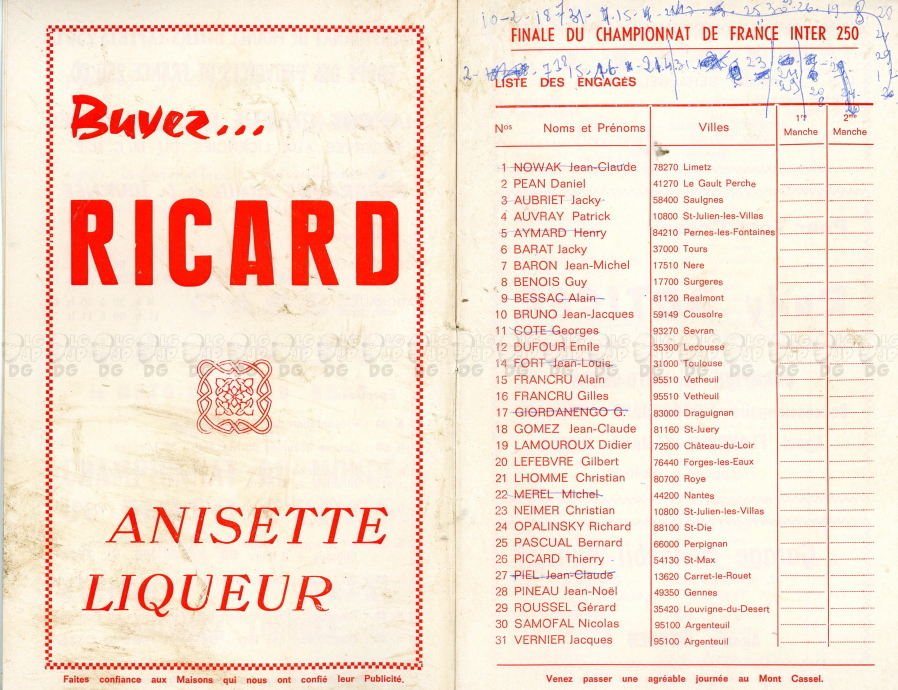 Buvez...
RICARD
ANISETTE
LIQUEUR
Faites confiance aux Maisons qui nous ont confié leur Publicité.
FINALE DU CHAMPIONNAT DE FRANCE INTER 250
LISTE DES ENGAGÉS
Nos Noms et Prénoms Villes 1re Manche 2me Manche
1 NOWAK Jean-Claude 78270 Limetz
2 PEAN Daniel 41270 Le Gault Perche
3 AUBRIET Jacky 58400 Saulgnes
4 AUVRAY Patrick 10800 St-Julien-les-Villas
5 AYMARD Henry 84210 Pernes-les-Fontaines
6 BARAT Jacky 37000 Tours
7 BARON Jean-Michel 17510 Nere
8 BENOIS Guy 17700 Surgeres
9 BESSAC Alain 81120 Realmont
10 BRUNO Jean-Jacques 59149 Cousolre
11 COTE Georges 93270 Sevran
12 DUFOUR Emile 35300 Lecousse
14 FORT Jean-Louis 31000 Toulouse
15 FRANCRU Alain 95510 Vetheuil
16 FRANCRU Gilles 95510 Vetheuil
17 GIORDANENGO G. 83000 Draguignan
18 GOMEZ Jean-Claude 81160 St-Juery
19 LAMOUROUX Didier 72500 Château-du-Loir
20 LEFEBVRE Gilbert 76440 Forges-les-Eaux
21 LHOMME Christian 80700 Roye
22 MEREL Michel 44200 Nantes
23 NEIMER Christian 10800 St-Julien-les-Villas
24 OPALINSKY Richard 88100 St-Die
25 PASCUAL Bernard 66000 Perpignan
26 PICARD Thierry 54130 St-Max
27 PIEL Jean-Claude 13620 Carret-le-Rouet
28 PINEAU Jean-Noël 49350 Gennes
29 ROUSSEL Gérard 35420 Louvigne-du-Desert
30 SAMOFAL Nicolas 95100 Argenteuil
31 VERNIER Jacques 95100 Argenteuil
Venez passer une agréable journée au Mont Cassel.